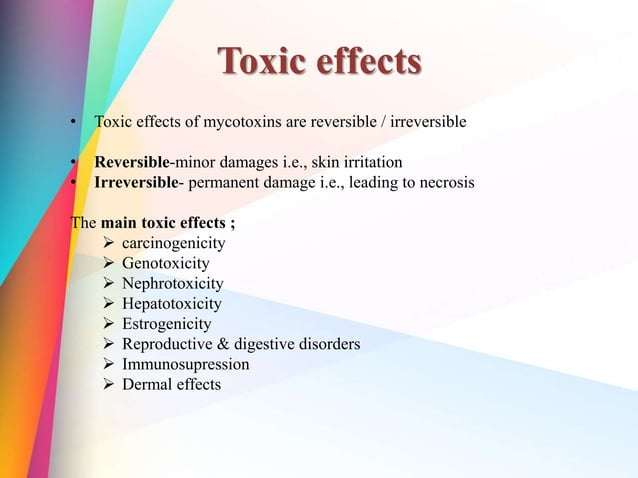 Toxic effects
• Toxic effects of mycotoxins are reversible / irreversible
• Reversible-minor damages i.e., skin irritation
• Irreversible- permanent damage i.e., leading to necrosis
The main toxic effects ;
➢ carcinogenicity
➢ Genotoxicity
➢ Nephrotoxicity
➢ Hepatotoxicity
➢ Estrogenicity
➢ Reproductive & digestive disorders
➢ Immunosupression
➢ Dermal effects